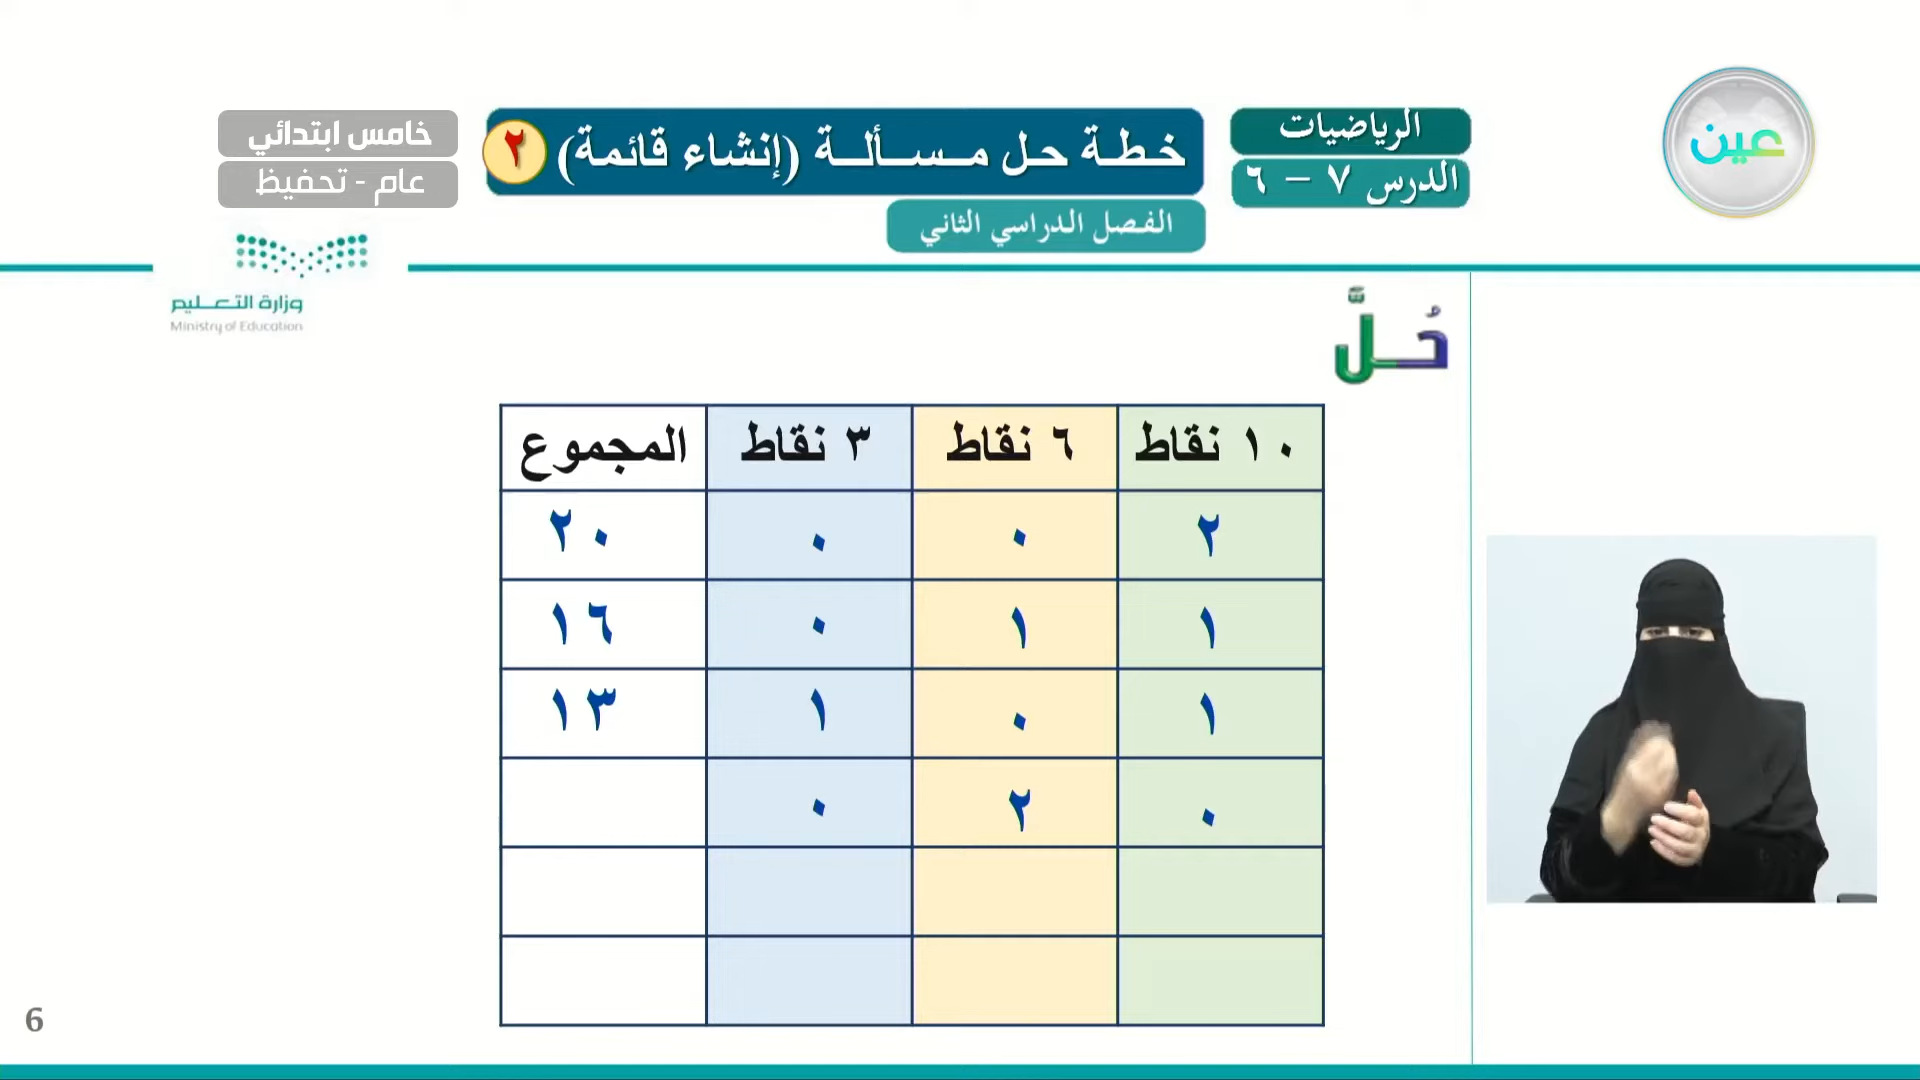 عين
الرياضيات
الدرس ٧ – ٦
خطة حل مسألة (إنشاء قائمة) ٢
الفصل الدراسي الثاني
خامس ابتدائي
عام - تحفيظ
وزارة التعليم
Ministry of Education
حُلَّ
١٠ نقاط ٦ نقاط ٣ نقاط المجموع
٢ ٠ ٠ ٢٠
١ ١ ٠ ١٦
١ ٠ ١ ١٣
٠ ٢ ٠
6